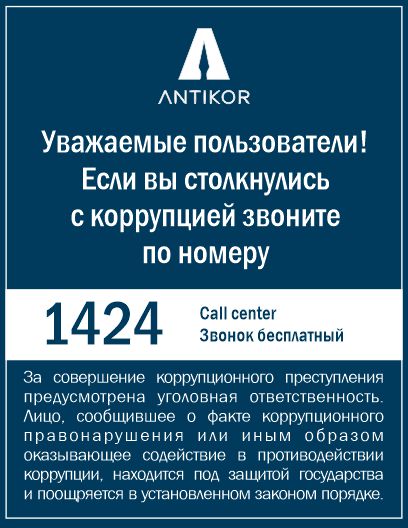 ANTIKOR
Уважаемые пользователи!
Если вы столкнулись
с коррупцией звоните
по номеру
1424
Call center
Звонок бесплатный
За совершение коррупционного преступления
предусмотрена уголовная ответственность.
Лицо, сообщившее о факте коррупционного
правонарушения или иным образом
оказывающее содействие в противодействии
коррупции, находится под защитой государства
и поощряется в установленном законом порядке.